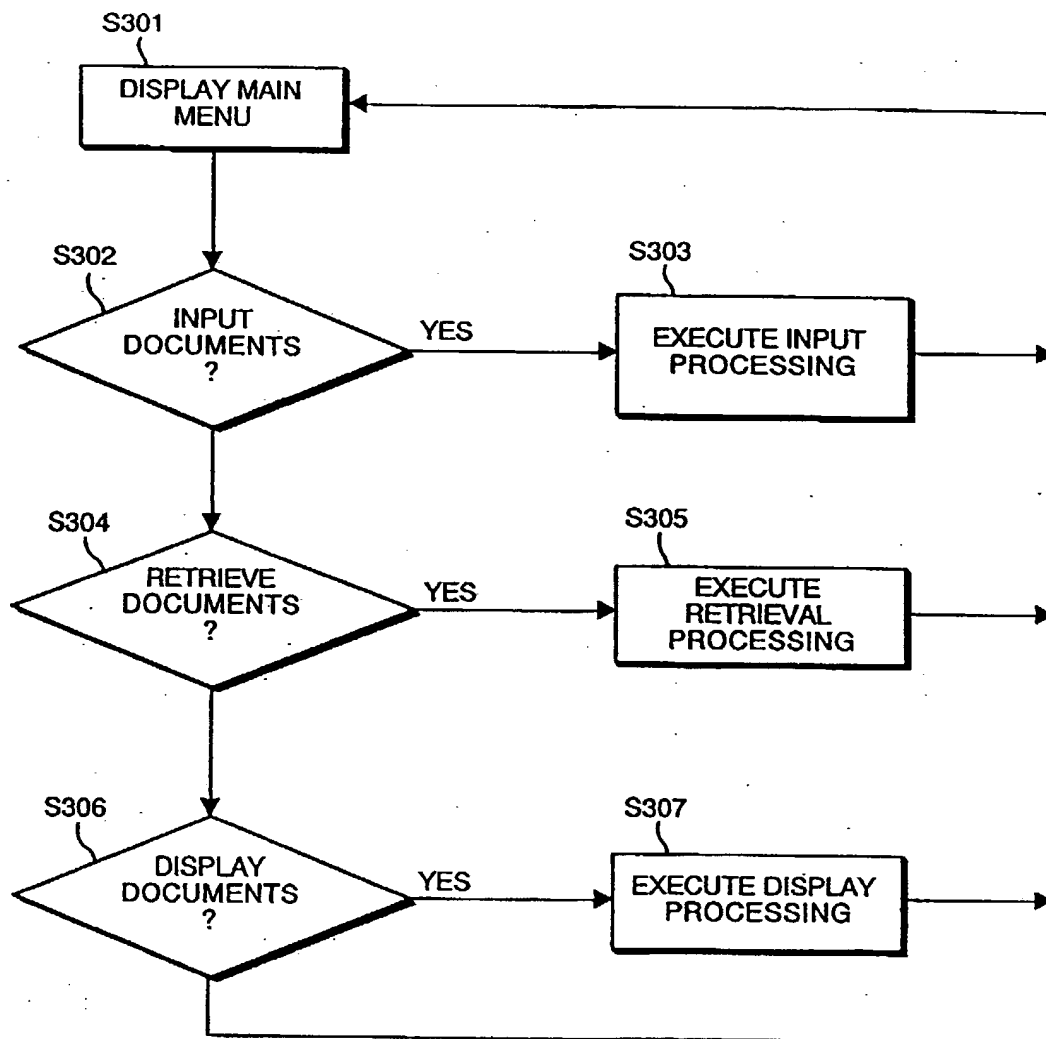 S301
DISPLAY MAIN
MENU
S302
INPUT
DOCUMENTS
?
YES
S303
EXECUTE INPUT
PROCESSING
S304
RETRIEVE
DOCUMENTS
?
YES
S305
EXECUTE
RETRIEVAL
PROCESSING
S306
DISPLAY
DOCUMENTS
?
YES
S307
EXECUTE DISPLAY
PROCESSING